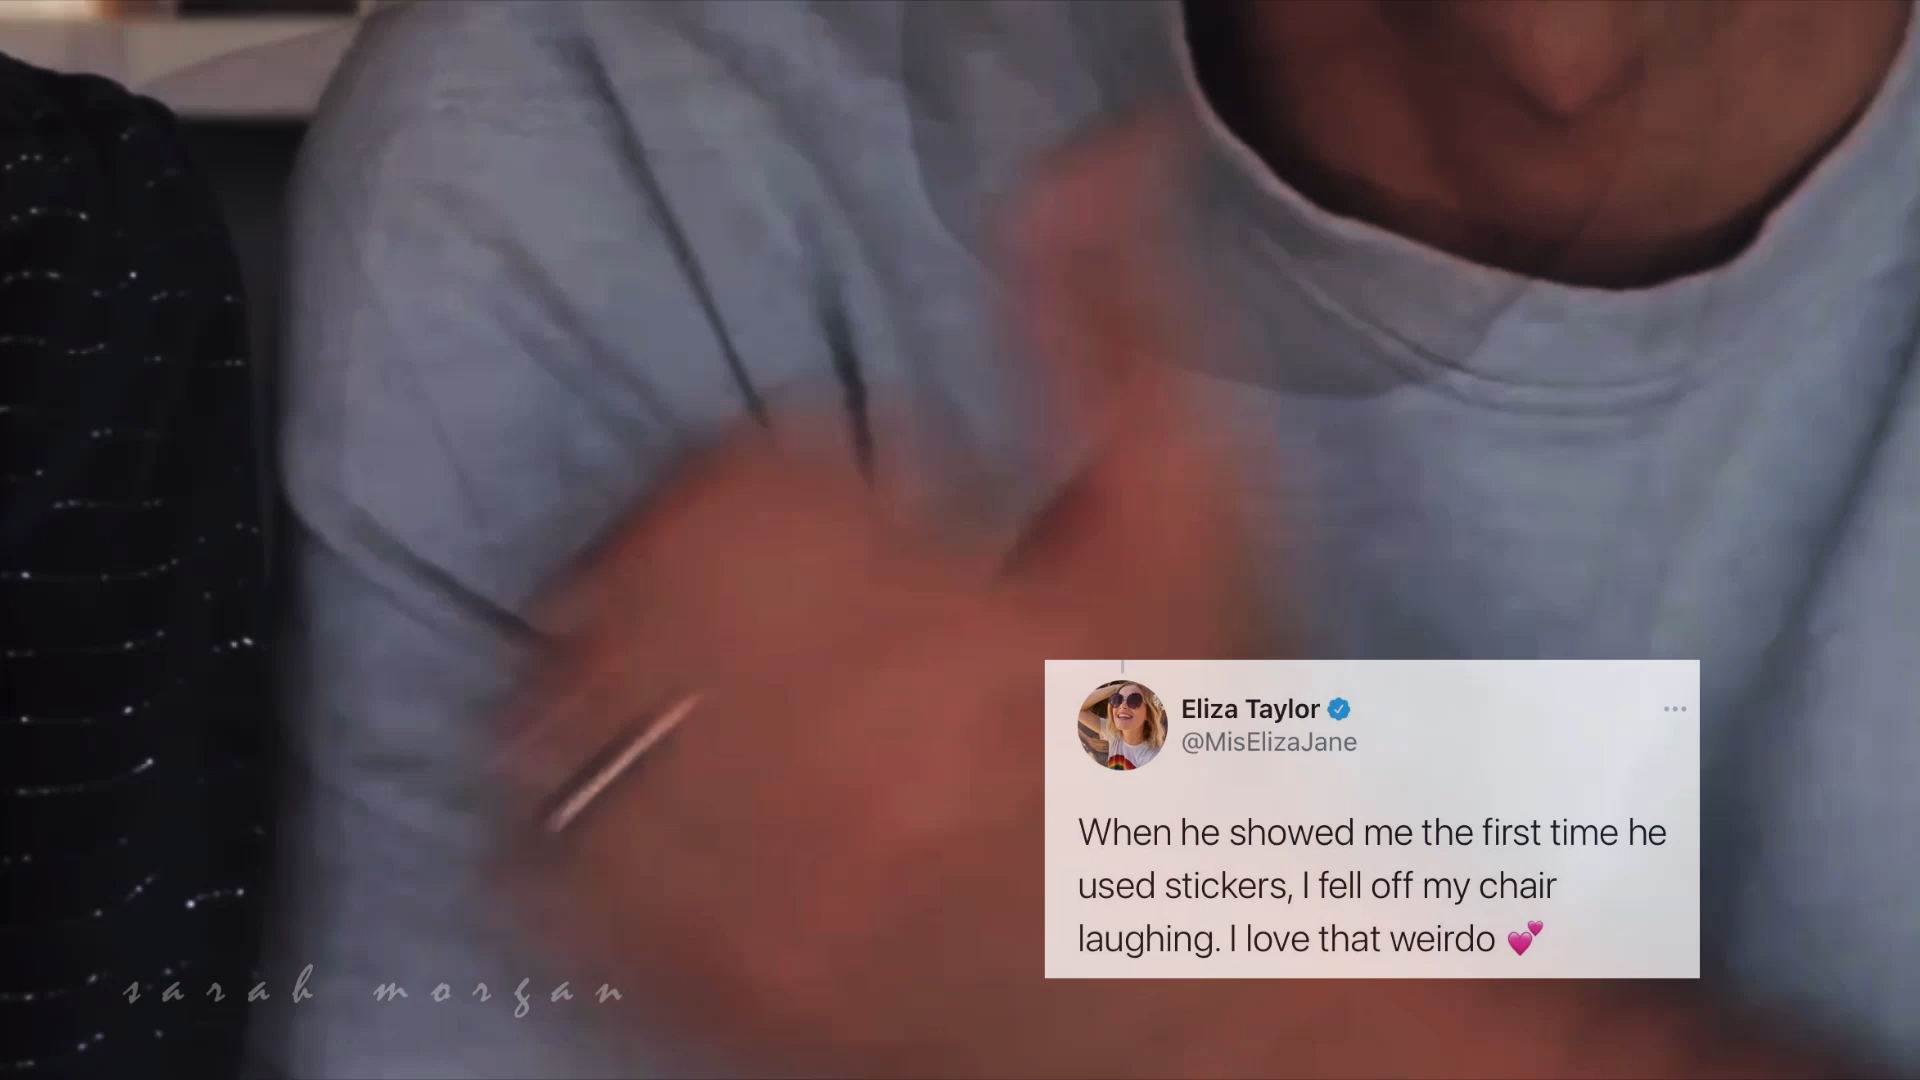 Eliza Taylor
@MisElizaJane
When he showed me the first time he
used stickers, I fell off my chair
laughing. I love that weirdo 💕
sarah morgan